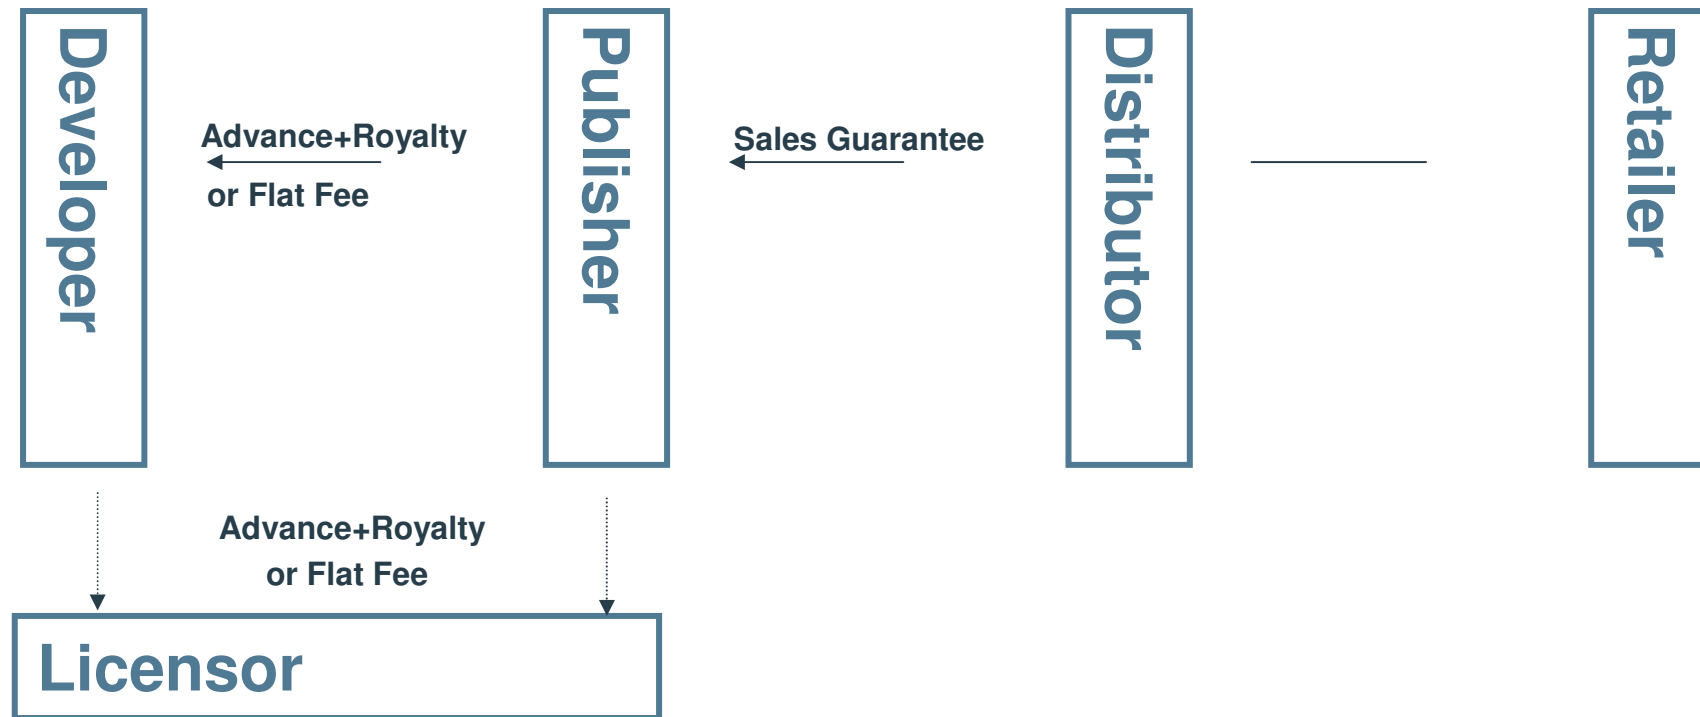 Developer
Publisher
Distributor
Retailer
Advance+Royalty
or Flat Fee
Sales Guarantee
Advance+Royalty
or Flat Fee
Licensor